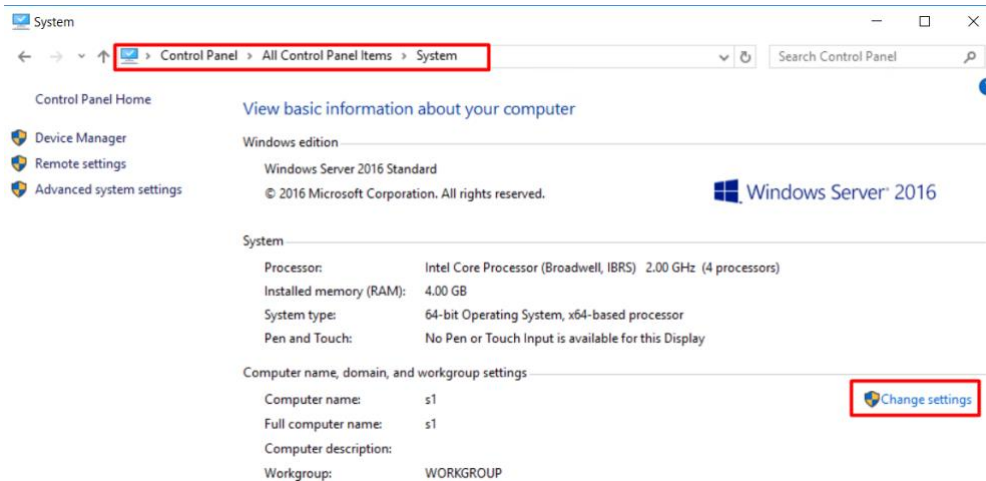 System
Control Panel > All Control Panel Items > System
Search Control Panel
Control Panel Home
Device Manager
Remote settings
Advanced system settings
View basic information about your computer
Windows edition
Windows Server 2016 Standard
© 2016 Microsoft Corporation. All rights reserved.
Windows Server® 2016
System
Processor: Intel Core Processor (Broadwell, IBRS) 2.00 GHz (4 processors)
Installed memory (RAM): 4.00 GB
System type: 64-bit Operating System, x64-based processor
Pen and Touch: No Pen or Touch Input is available for this Display
Computer name, domain, and workgroup settings
Computer name: s1
Change settings
Full computer name: s1
Computer description:
Workgroup: WORKGROUP